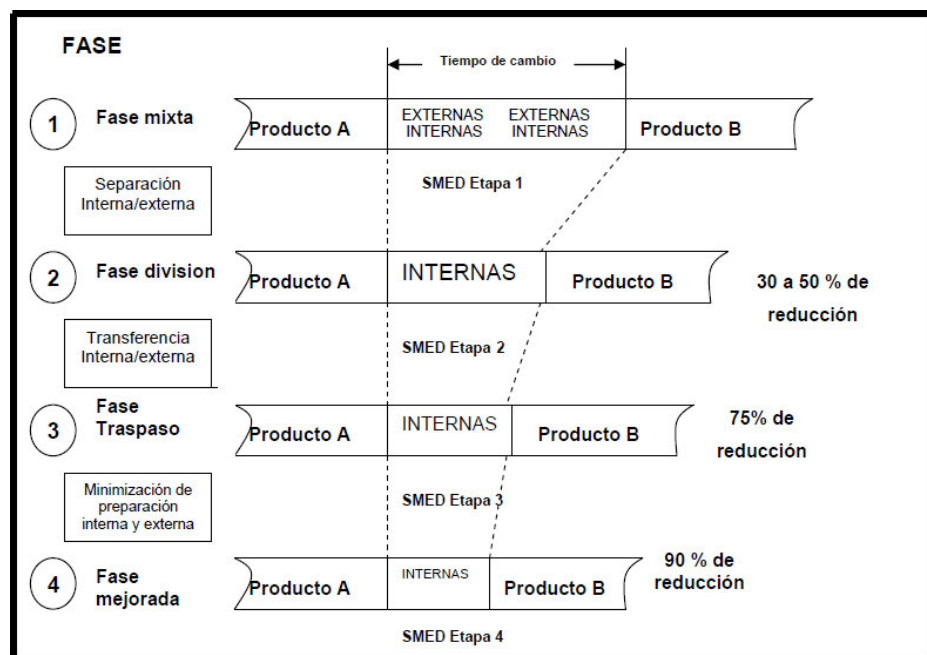 FASE
Tiempo de cambio
1
Fase mixta
Producto A
EXTERNAS EXTERNAS
INTERNAS INTERNAS
Producto B
Separación
Interna/externa
SMED Etapa 1
2
Fase division
Producto A
INTERNAS
Producto B
30 a 50 % de
reducción
Transferencia
Interna/externa
SMED Etapa 2
3
Fase
Traspaso
Producto A
INTERNAS
Producto B
75% de
reducción
Minimización de
preparación
interna y externa
SMED Etapa 3
4
Fase
mejorada
Producto A
INTERNAS
Producto B
90 % de
reducción
SMED Etapa 4